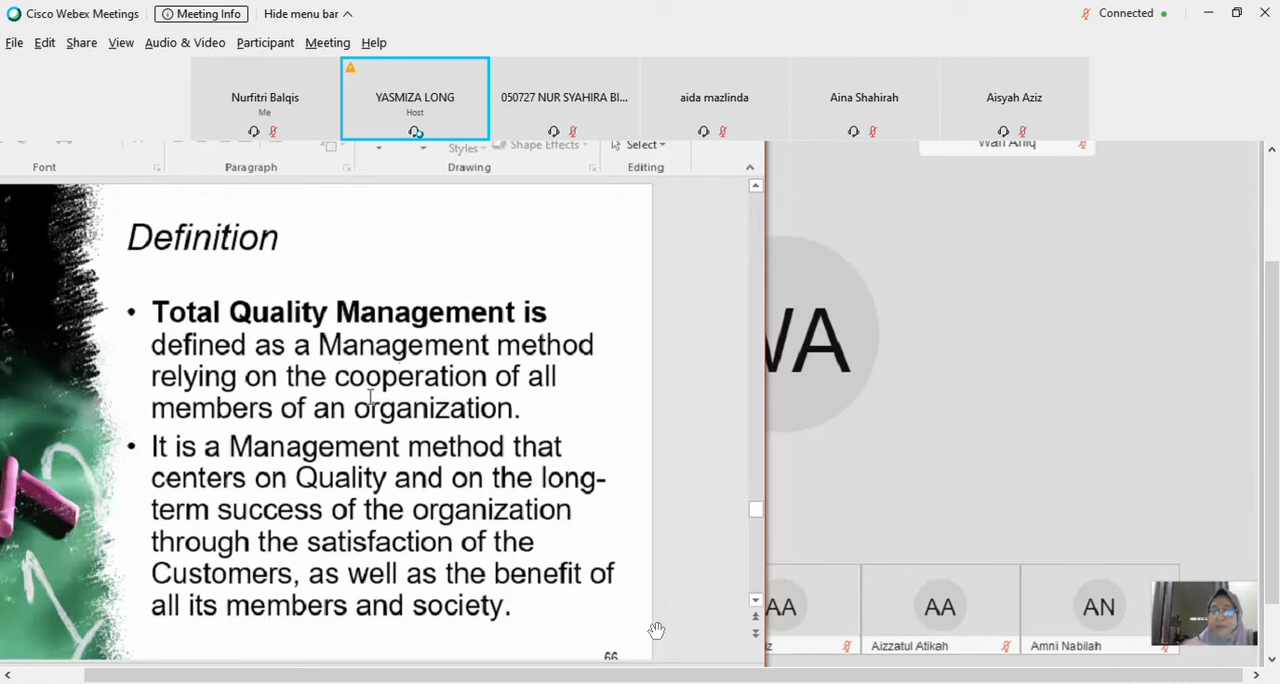 Cisco Webex Meetings
Meeting Info
Hide menu bar
Connected
File Edit Share View Audio & Video Participant Meeting Help
Nurfitri Balqis
Me
YASMIZA LONG
Host
050727 NUR SYAHIRA BI...
aida mazlinda
Aina Shahirah
Aisyah Aziz
Styles
Shape Effects
Select
Font
Paragraph
Drawing
Editing
Wan Afiq
Definition
• Total Quality Management is
defined as a Management method
relying on the cooperation of all
members of an organization.
• It is a Management method that
centers on Quality and on the long-
term success of the organization
through the satisfaction of the
Customers, as well as the benefit of
all its members and society.
66
WA
AA
AA
Aizzatul Atikah
AN
Amni Nabilah